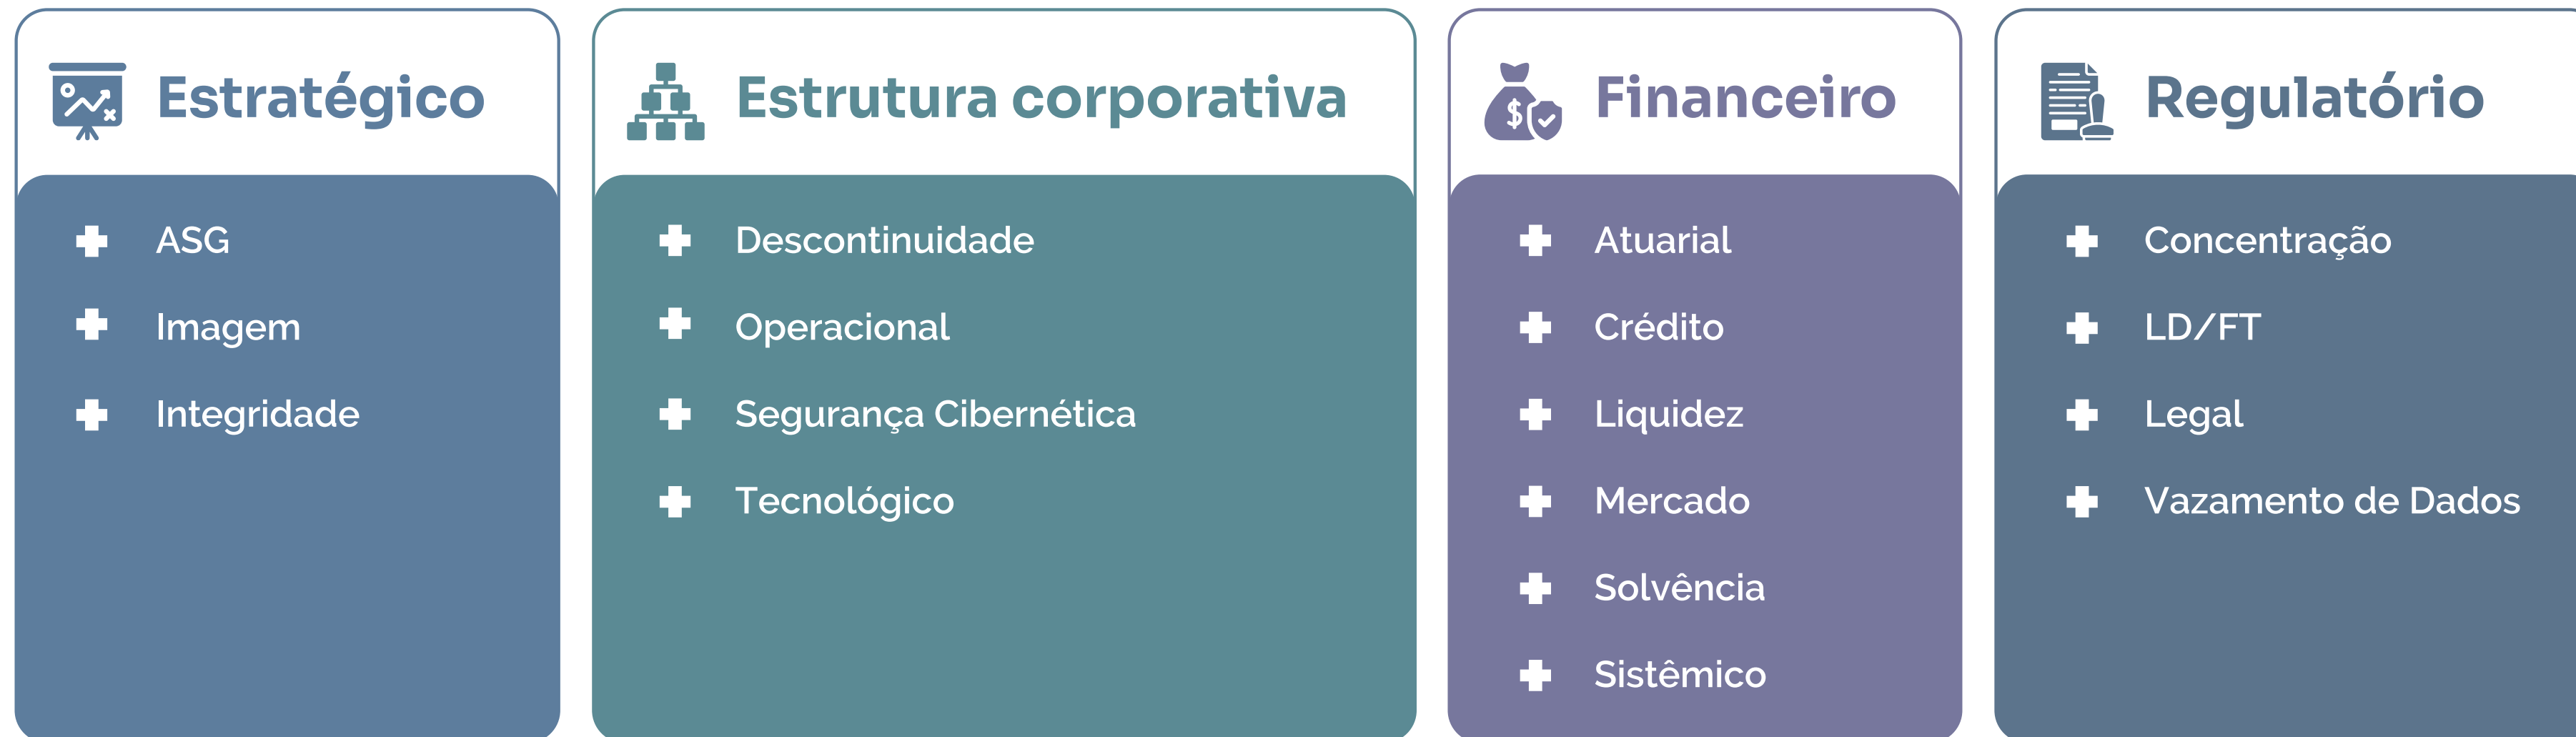 Estratégico
ASG
Imagem
Integridade
Estrutura corporativa
Descontinuidade
Operacional
Segurança Cibernética
Tecnológico
Financeiro
$
Atuarial
Crédito
Liquidez
Mercado
Solvência
Sistêmico
Regulatório
Concentração
LD/FT
Legal
Vazamento de Dados